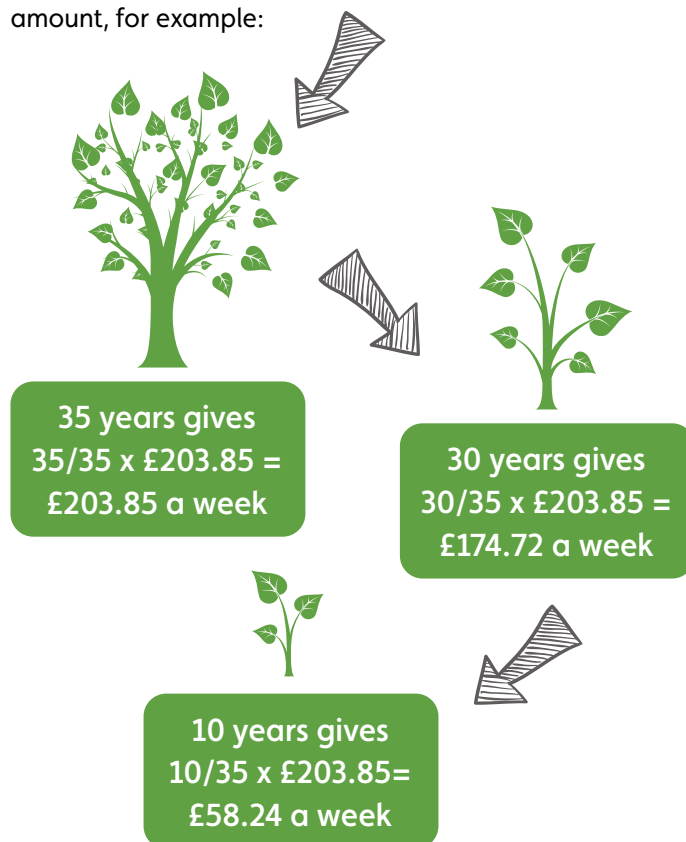 amount, for example:
35 years gives
35/35 x £203.85 =
£203.85 a week
30 years gives
30/35 x £203.85 =
£174.72 a week
10 years gives
10/35 x £203.85=
£58.24 a week